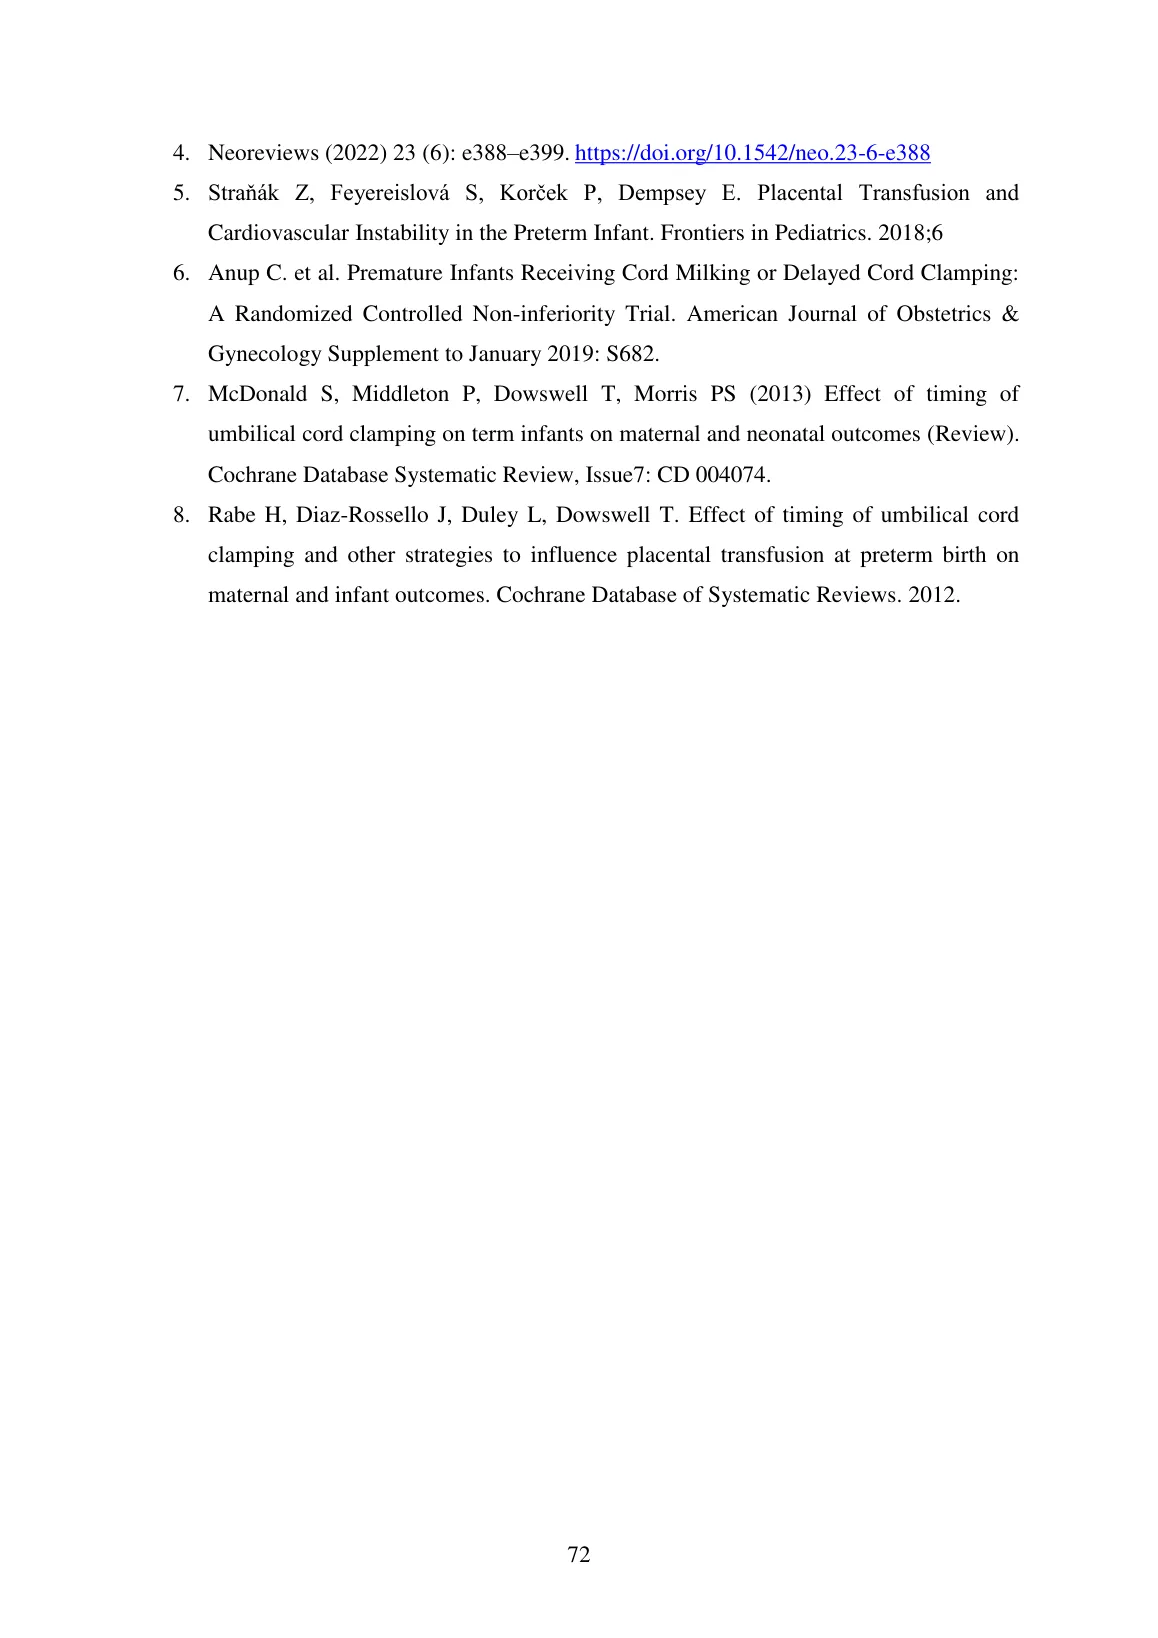 4. Neoreviews (2022) 23 (6): e388–e399. https://doi.org/10.1542/neo.23-6-e388
5. Straňák Z, Feyereislová S, Korček P, Dempsey E. Placental Transfusion and
Cardiovascular Instability in the Preterm Infant. Frontiers in Pediatrics. 2018;6
6. Anup C. et al. Premature Infants Receiving Cord Milking or Delayed Cord Clamping:
A Randomized Controlled Non-inferiority Trial. American Journal of Obstetrics &
Gynecology Supplement to January 2019: S682.
7. McDonald S, Middleton P, Dowswell T, Morris PS (2013) Effect of timing of
umbilical cord clamping on term infants on maternal and neonatal outcomes (Review).
Cochrane Database Systematic Review, Issue7: CD 004074.
8. Rabe H, Diaz-Rossello J, Duley L, Dowswell T. Effect of timing of umbilical cord
clamping and other strategies to influence placental transfusion at preterm birth on
maternal and infant outcomes. Cochrane Database of Systematic Reviews. 2012.
72